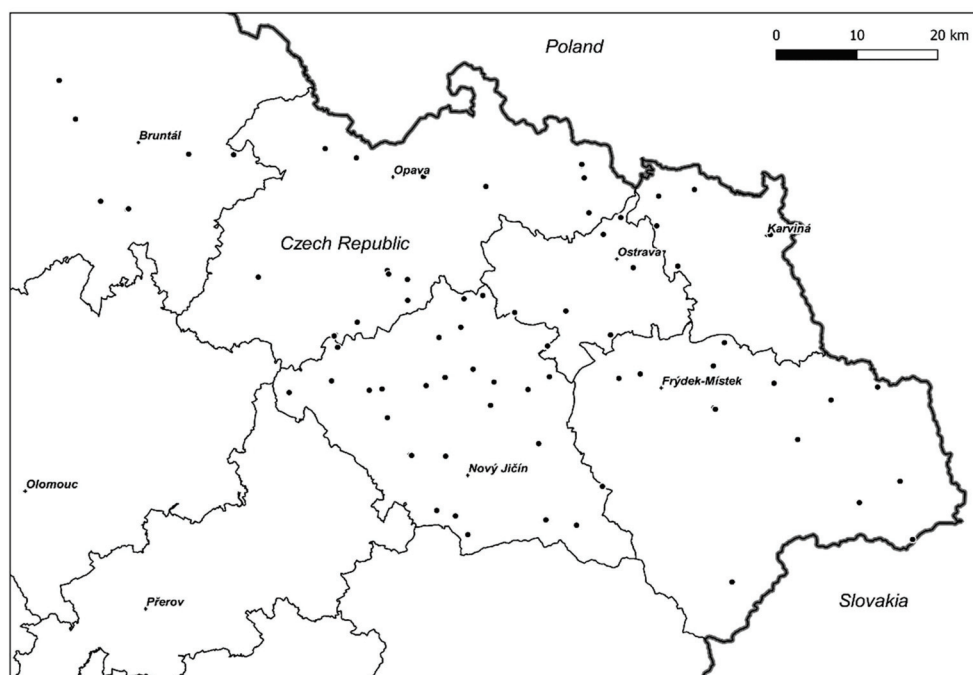 Poland
0 10 20 km
Bruntál
Opava
Karviná
Czech Republic
Ostrava
Frýdek-Místek
Nový Jičín
Olomouc
Přerov
Slovakia